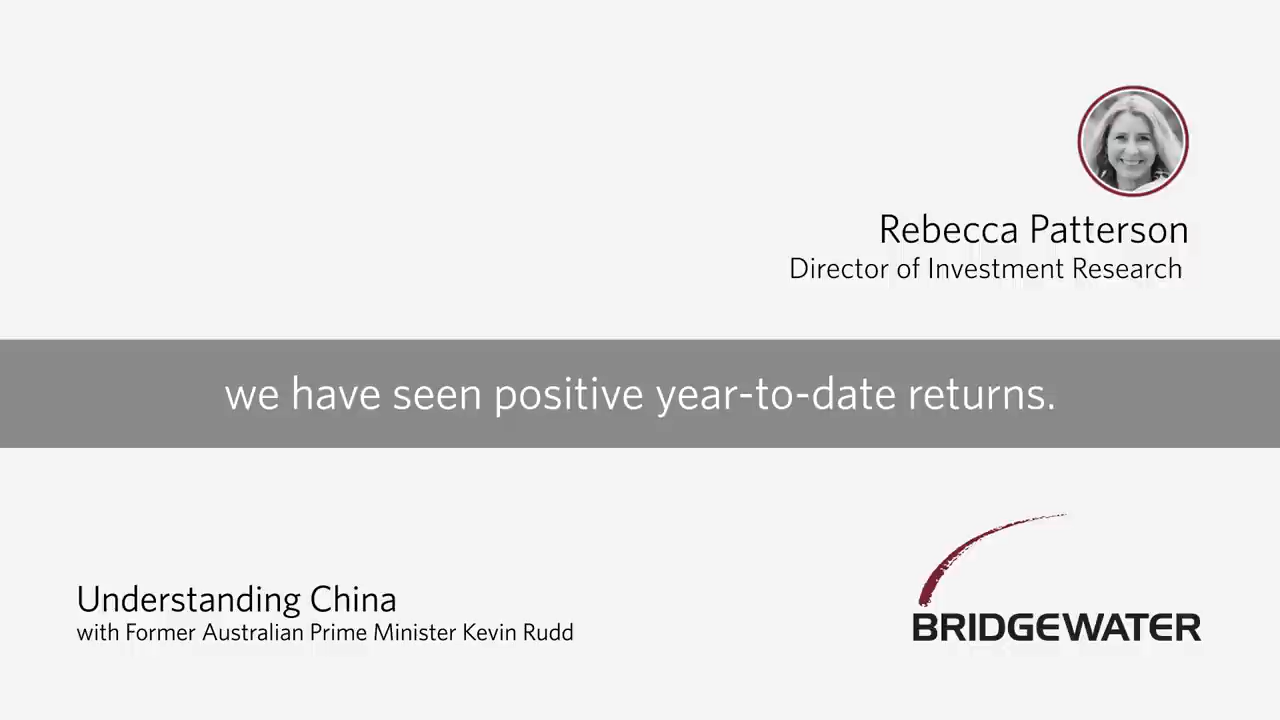 Rebecca Patterson
Director of Investment Research
we have seen positive year-to-date returns.
Understanding China
with Former Australian Prime Minister Kevin Rudd
BRIDGEWATER